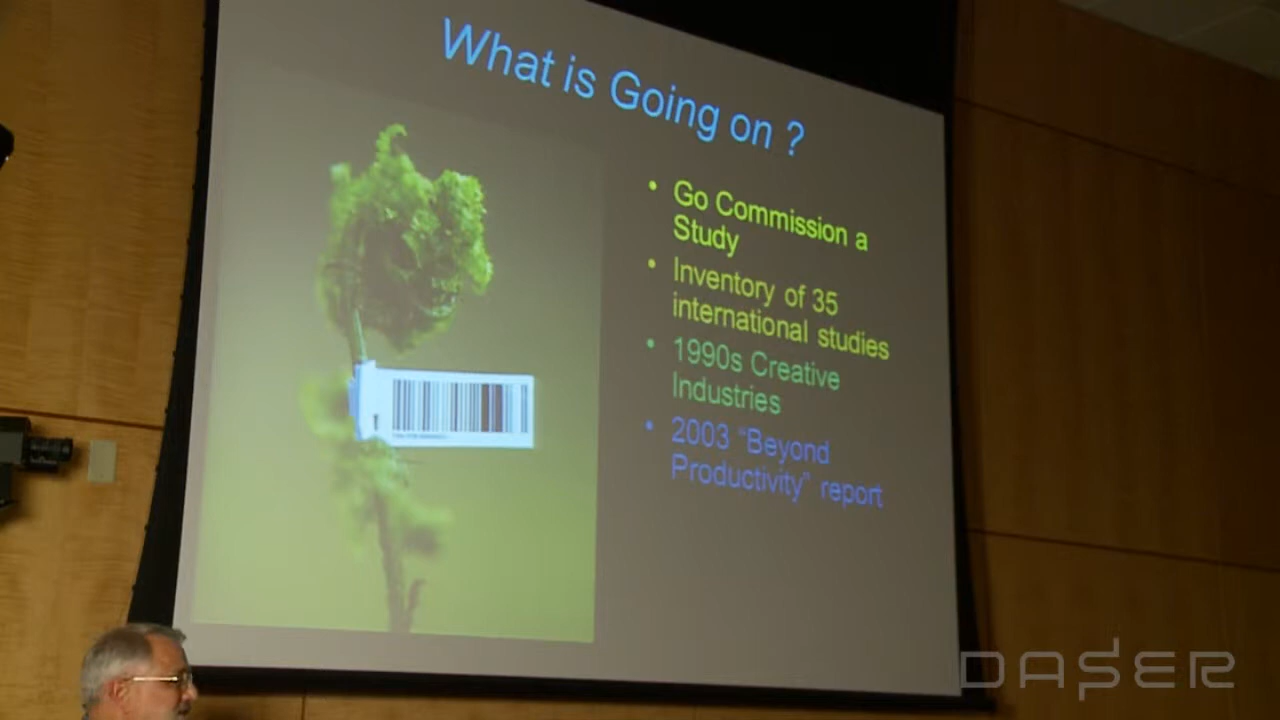 What is Going on ?
• Go Commission a
Study
• Inventory of 35
international studies
• 1990s Creative
Industries
• 2003 “Beyond
Productivity” report
DASER